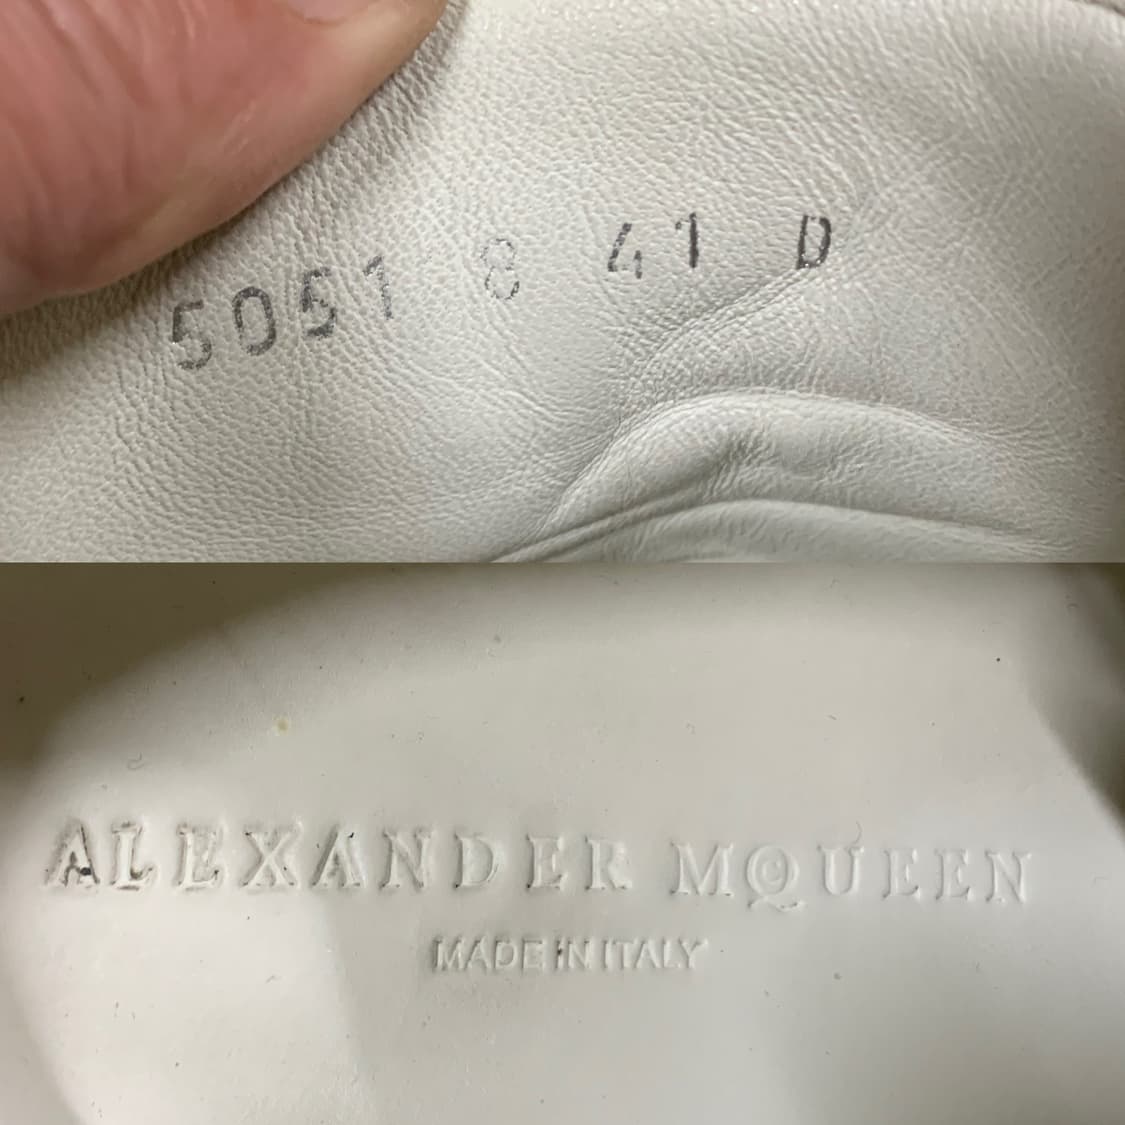 5051 8 41 D
ALEXANDER MQUEEN
MADE IN ITALY